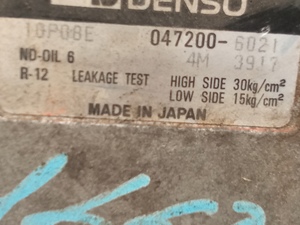 DENSO
10P08E 047200-6021
ND-OIL 6 4M 3917
R-12 LEAKAGE TEST HIGH SIDE 30kg/cm²
LOW SIDE 15kg/cm²
MADE IN JAPAN